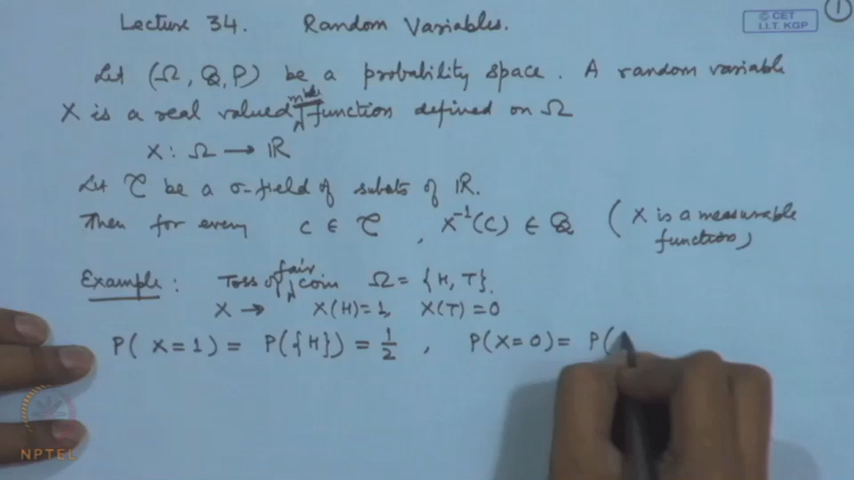 Lecture 34. Random Variables.
© CET
I.I.T. KGP
1
Let (Ω, 𝓑, P) be a probability space. A random variable
X is a real valued mble function defined on Ω
X : Ω → ℝ
Let 𝒞 be a σ-field of subsets of ℝ.
Then for every C ∈ 𝒞, X⁻¹(C) ∈ 𝓑 (X is a measurable
function)
Example: Toss of fair coin Ω = {H, T}.
X → X(H)=1, X(T)=0
P(X=1) = P({H}) = 1/2, P(X=0) = P(
NPTEL